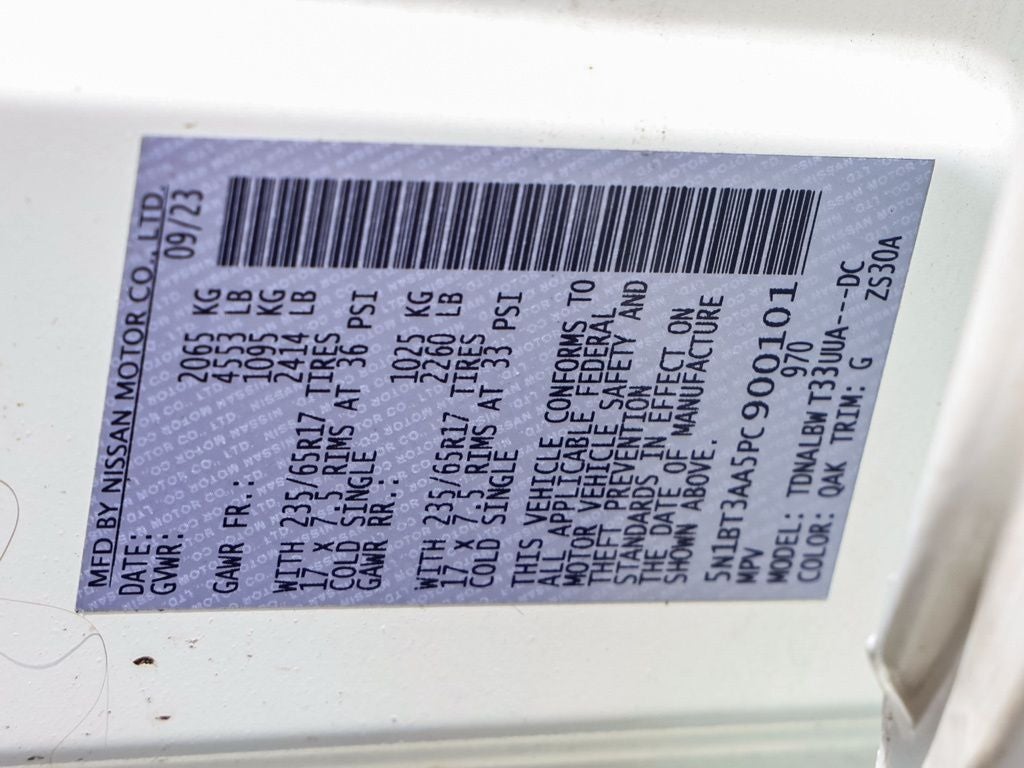 MFD BY NISSAN MOTOR CO., LTD.
DATE: 09/23
GVWR: 2065 KG
4553 LB
GAWR FR.: 1095 KG
2414 LB
WITH 235/65R17 TIRES
17 X 7.5 RIMS AT 36 PSI
COLD SINGLE
GAWR RR.: 1025 KG
2260 LB
WITH 235/65R17 TIRES
17 X 7.5 RIMS AT 33 PSI
COLD SINGLE
THIS VEHICLE CONFORMS TO
ALL APPLICABLE FEDERAL
MOTOR VEHICLE SAFETY AND
THEFT PREVENTION
STANDARDS IN EFFECT ON
THE DATE OF MANUFACTURE
SHOWN ABOVE.
5N1BT3AA5PC900101
MPV 970
MODEL: TDNALBWT33UUA---DC
COLOR: QAK TRIM: G ZS30A